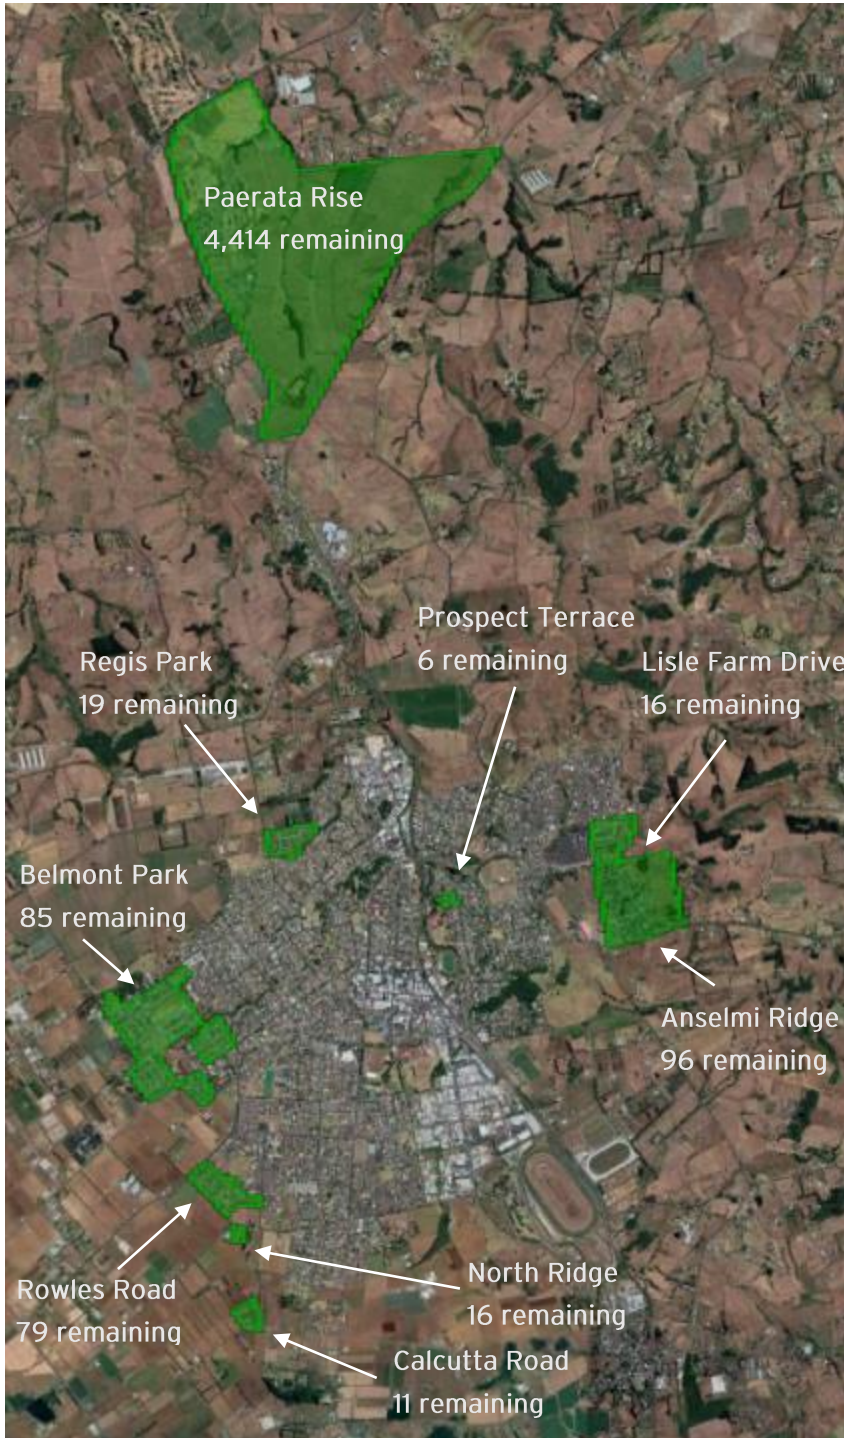 Paerata Rise
4,414 remaining
Prospect Terrace
6 remaining
Regis Park
19 remaining
Lisle Farm Drive
16 remaining
Belmont Park
85 remaining
Anselmi Ridge
96 remaining
Rowles Road
79 remaining
North Ridge
16 remaining
Calcutta Road
11 remaining